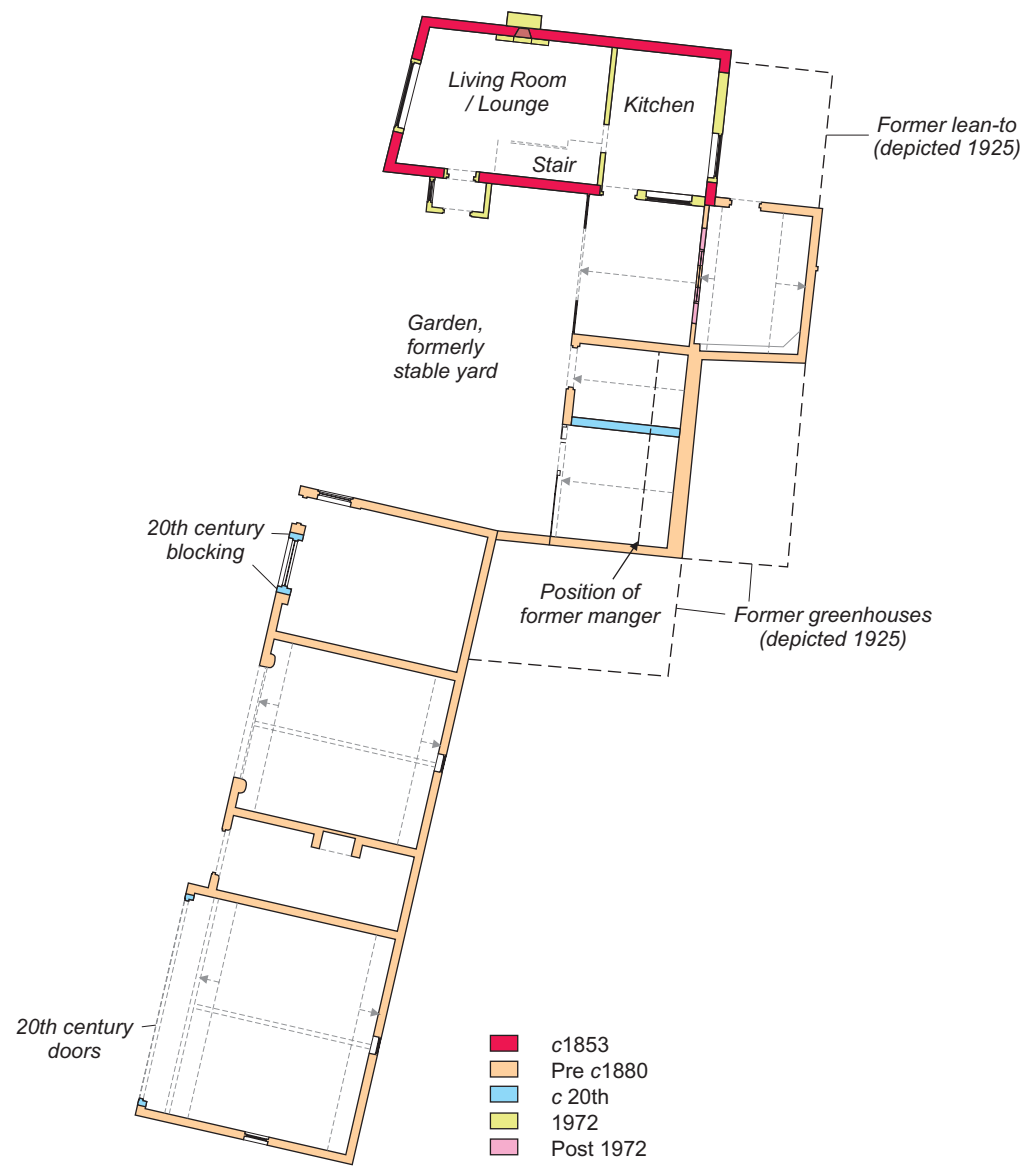 Living Room
/ Lounge
Kitchen
Stair
Former lean-to
(depicted 1925)
Garden,
formerly
stable yard
20th century
blocking
Position of
former manger
Former greenhouses
(depicted 1925)
20th century
doors
c1853
Pre c1880
c 20th
1972
Post 1972